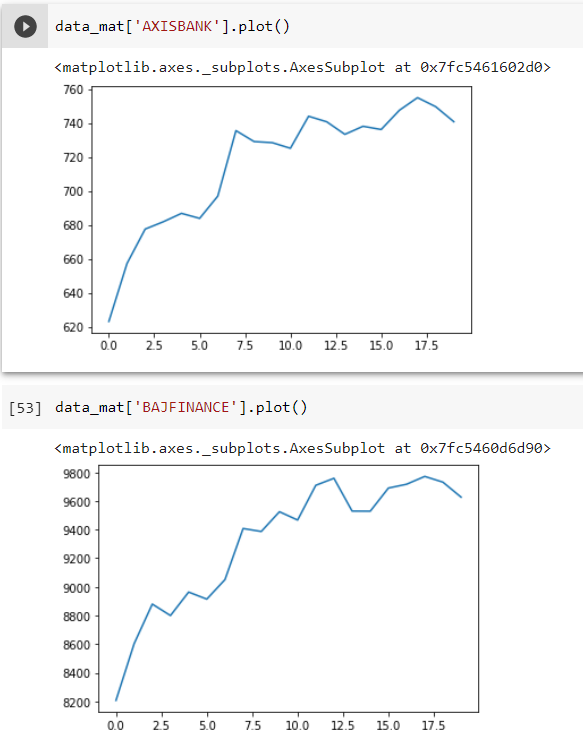 data_mat['AXISBANK'].plot()
<matplotlib.axes._subplots.AxesSubplot at 0x7fc5461602d0>
760
740
720
700
680
660
640
620
0.0 2.5 5.0 7.5 10.0 12.5 15.0 17.5
[53] data_mat['BAJFINANCE'].plot()
<matplotlib.axes._subplots.AxesSubplot at 0x7fc5460d6d90>
9800
9600
9400
9200
9000
8800
8600
8400
8200
0.0 2.5 5.0 7.5 10.0 12.5 15.0 17.5